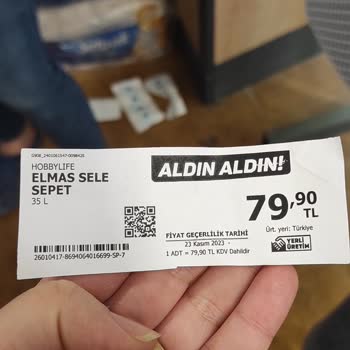 HOBBYLIFE
ELMAS SELE
SEPET
35 L
ALDIN ALDIN!
79,90
TL
Ürt. yeri: Türkiye
YERLİ
ÜRETİM
FİYAT GEÇERLİLİK TARİHİ
23 Kasım 2023 -
1 ADT = 79,90 TL KDV Dahildir
26010417-8694064016699-SP-7